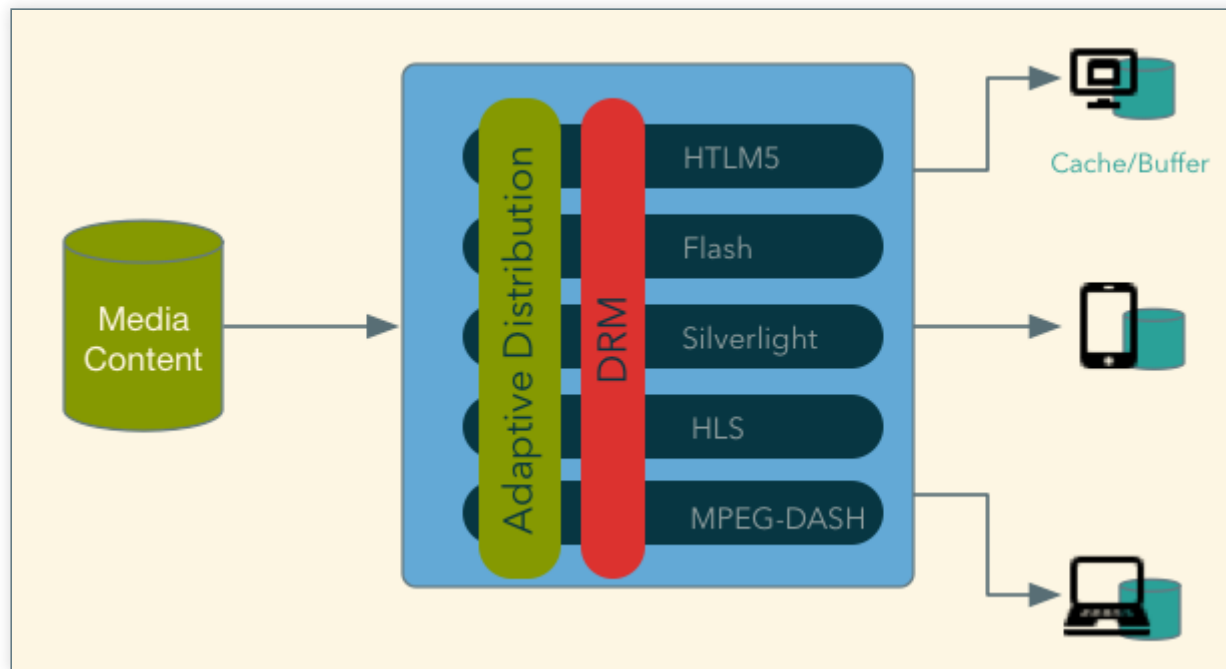 Media
Content
Adaptive Distribution
DRM
HTLM5
Flash
Silverlight
HLS
MPEG-DASH
Cache/Buffer